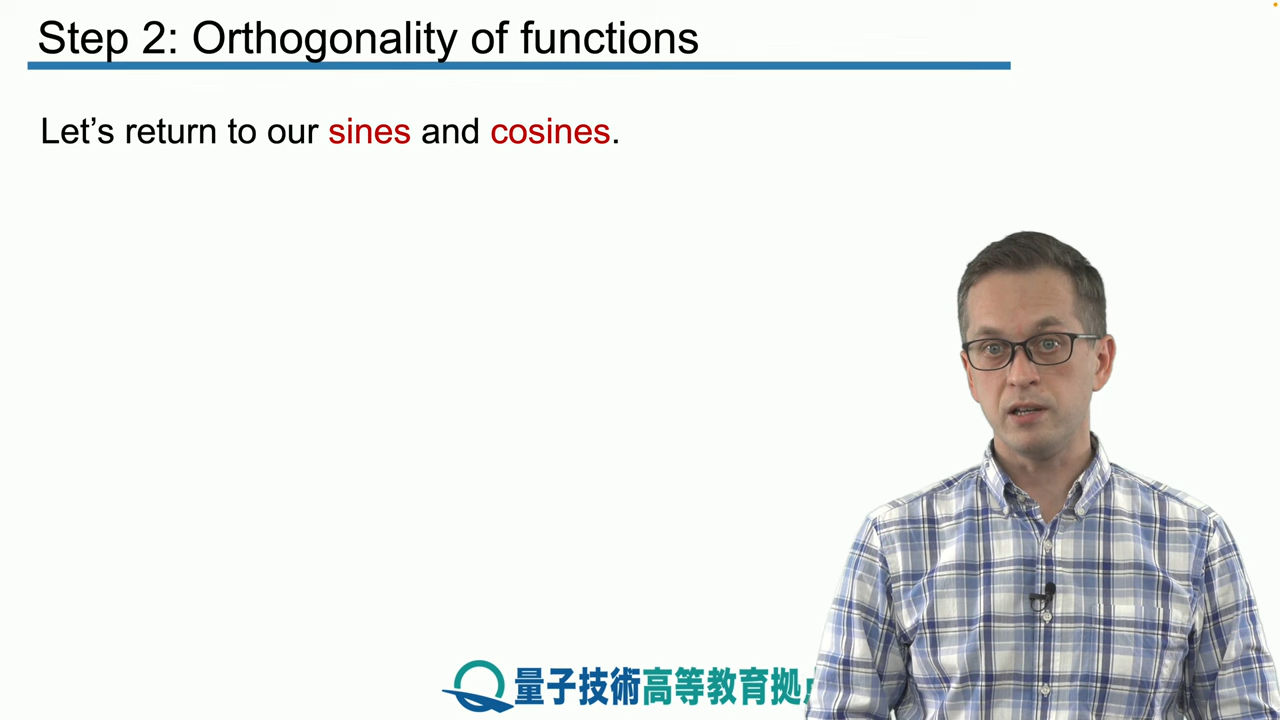 Step 2: Orthogonality of functions
Let's return to our sines and cosines.
量子技術高等教育拠